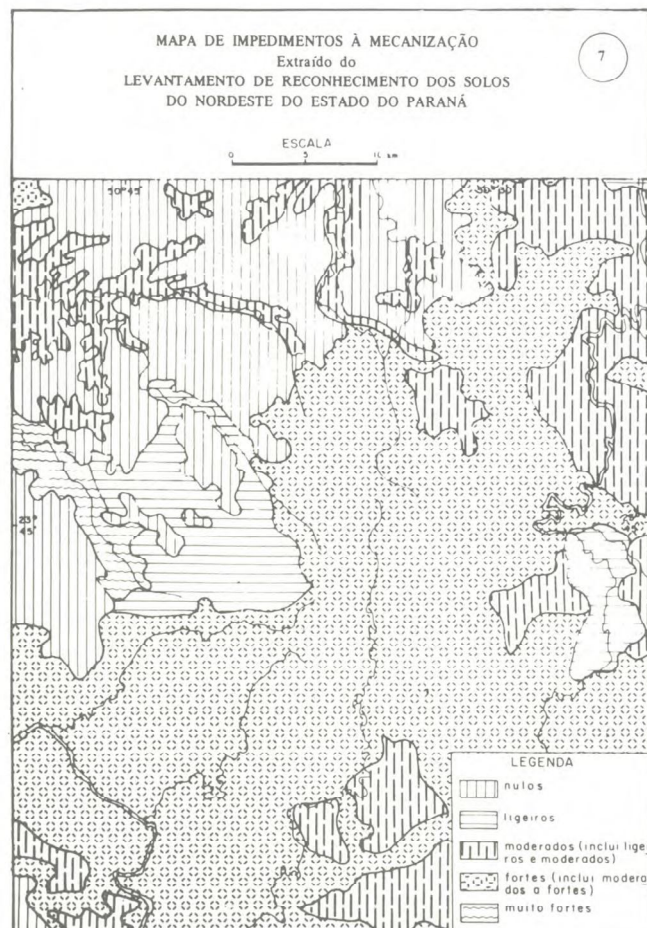 MAPA DE IMPEDIMENTOS À MECANIZAÇÃO
Extraído do
LEVANTAMENTO DE RECONHECIMENTO DOS SOLOS
DO NORDESTE DO ESTADO DO PARANÁ
7
ESCALA
0 5 10 km
50°45'
23°
45'
LEGENDA
nulos
ligeiros
moderados (inclui lige
ros e moderados)
fortes (inclui modera
dos a fortes)
muito fortes